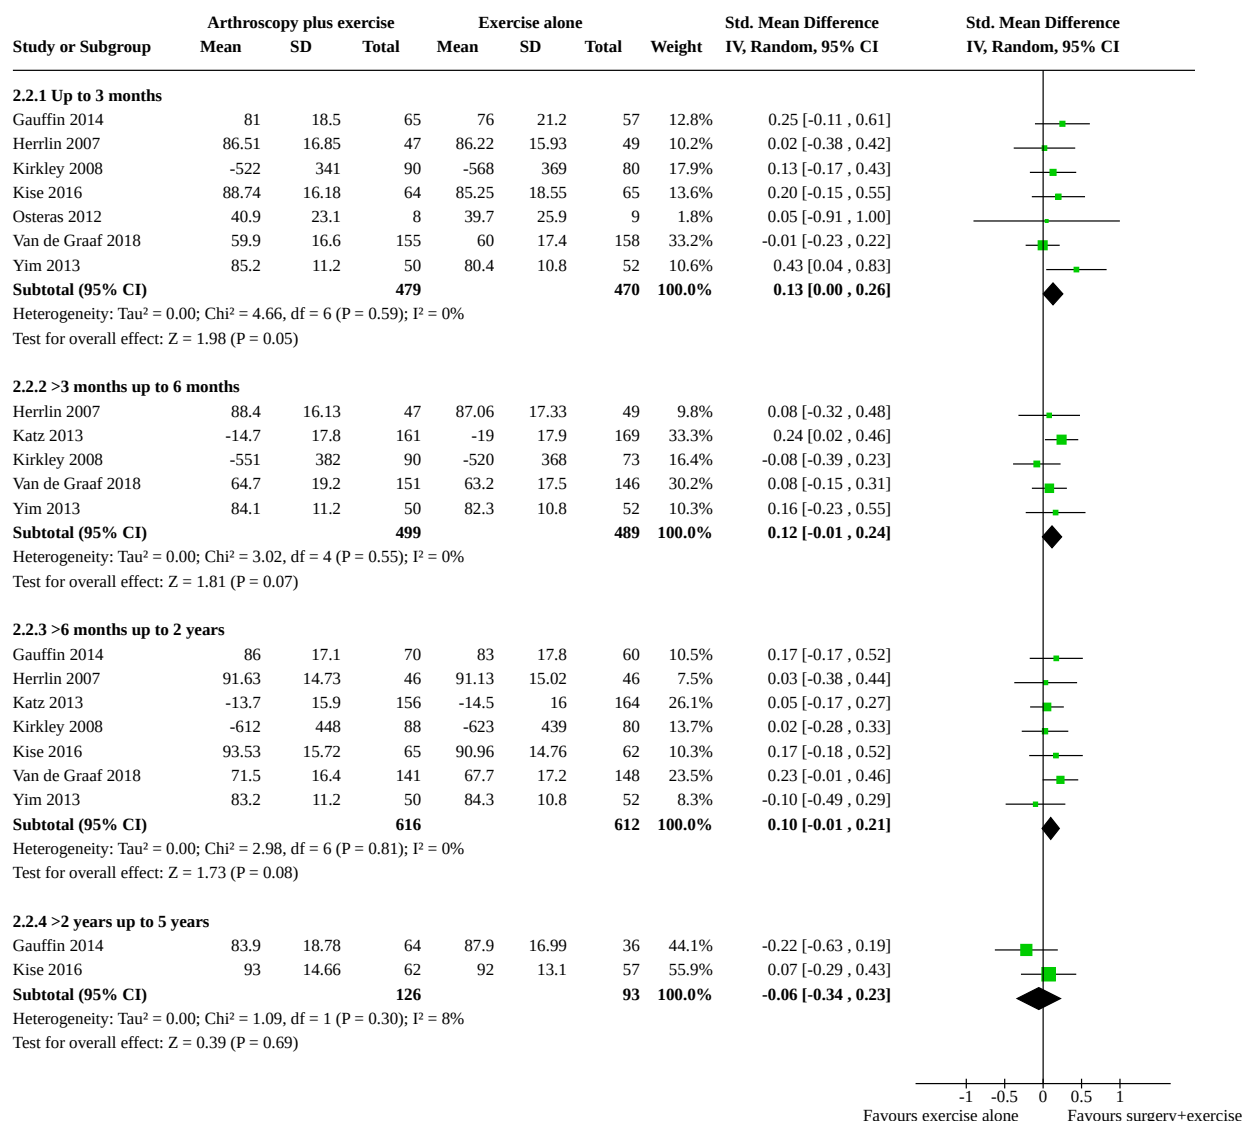 Arthroscopy plus exercise Exercise alone Std. Mean Difference Std. Mean Difference
Study or Subgroup Mean SD Total Mean SD Total Weight IV, Random, 95% CI IV, Random, 95% CI
2.2.1 Up to 3 months
Gauffin 2014 81 18.5 65 76 21.2 57 12.8% 0.25 [-0.11 , 0.61]
Herrlin 2007 86.51 16.85 47 86.22 15.93 49 10.2% 0.02 [-0.38 , 0.42]
Kirkley 2008 -522 341 90 -568 369 80 17.9% 0.13 [-0.17 , 0.43]
Kise 2016 88.74 16.18 64 85.25 18.55 65 13.6% 0.20 [-0.15 , 0.55]
Osteras 2012 40.9 23.1 8 39.7 25.9 9 1.8% 0.05 [-0.91 , 1.00]
Van de Graaf 2018 59.9 16.6 155 60 17.4 158 33.2% -0.01 [-0.23 , 0.22]
Yim 2013 85.2 11.2 50 80.4 10.8 52 10.6% 0.43 [0.04 , 0.83]
Subtotal (95% CI) 479 470 100.0% 0.13 [0.00 , 0.26]
Heterogeneity: Tau² = 0.00; Chi² = 4.66, df = 6 (P = 0.59); I² = 0%
Test for overall effect: Z = 1.98 (P = 0.05)
2.2.2 >3 months up to 6 months
Herrlin 2007 88.4 16.13 47 87.06 17.33 49 9.8% 0.08 [-0.32 , 0.48]
Katz 2013 -14.7 17.8 161 -19 17.9 169 33.3% 0.24 [0.02 , 0.46]
Kirkley 2008 -551 382 90 -520 368 73 16.4% -0.08 [-0.39 , 0.23]
Van de Graaf 2018 64.7 19.2 151 63.2 17.5 146 30.2% 0.08 [-0.15 , 0.31]
Yim 2013 84.1 11.2 50 82.3 10.8 52 10.3% 0.16 [-0.23 , 0.55]
Subtotal (95% CI) 499 489 100.0% 0.12 [-0.01 , 0.24]
Heterogeneity: Tau² = 0.00; Chi² = 3.02, df = 4 (P = 0.55); I² = 0%
Test for overall effect: Z = 1.81 (P = 0.07)
2.2.3 >6 months up to 2 years
Gauffin 2014 86 17.1 70 83 17.8 60 10.5% 0.17 [-0.17 , 0.52]
Herrlin 2007 91.63 14.73 46 91.13 15.02 46 7.5% 0.03 [-0.38 , 0.44]
Katz 2013 -13.7 15.9 156 -14.5 16 164 26.1% 0.05 [-0.17 , 0.27]
Kirkley 2008 -612 448 88 -623 439 80 13.7% 0.02 [-0.28 , 0.33]
Kise 2016 93.53 15.72 65 90.96 14.76 62 10.3% 0.17 [-0.18 , 0.52]
Van de Graaf 2018 71.5 16.4 141 67.7 17.2 148 23.5% 0.23 [-0.01 , 0.46]
Yim 2013 83.2 11.2 50 84.3 10.8 52 8.3% -0.10 [-0.49 , 0.29]
Subtotal (95% CI) 616 612 100.0% 0.10 [-0.01 , 0.21]
Heterogeneity: Tau² = 0.00; Chi² = 2.98, df = 6 (P = 0.81); I² = 0%
Test for overall effect: Z = 1.73 (P = 0.08)
2.2.4 >2 years up to 5 years
Gauffin 2014 83.9 18.78 64 87.9 16.99 36 44.1% -0.22 [-0.63 , 0.19]
Kise 2016 93 14.66 62 92 13.1 57 55.9% 0.07 [-0.29 , 0.43]
Subtotal (95% CI) 126 93 100.0% -0.06 [-0.34 , 0.23]
Heterogeneity: Tau² = 0.00; Chi² = 1.09, df = 1 (P = 0.30); I² = 8%
Test for overall effect: Z = 0.39 (P = 0.69)
-1 -0.5 0 0.5 1
Favours exercise alone Favours surgery+exercise